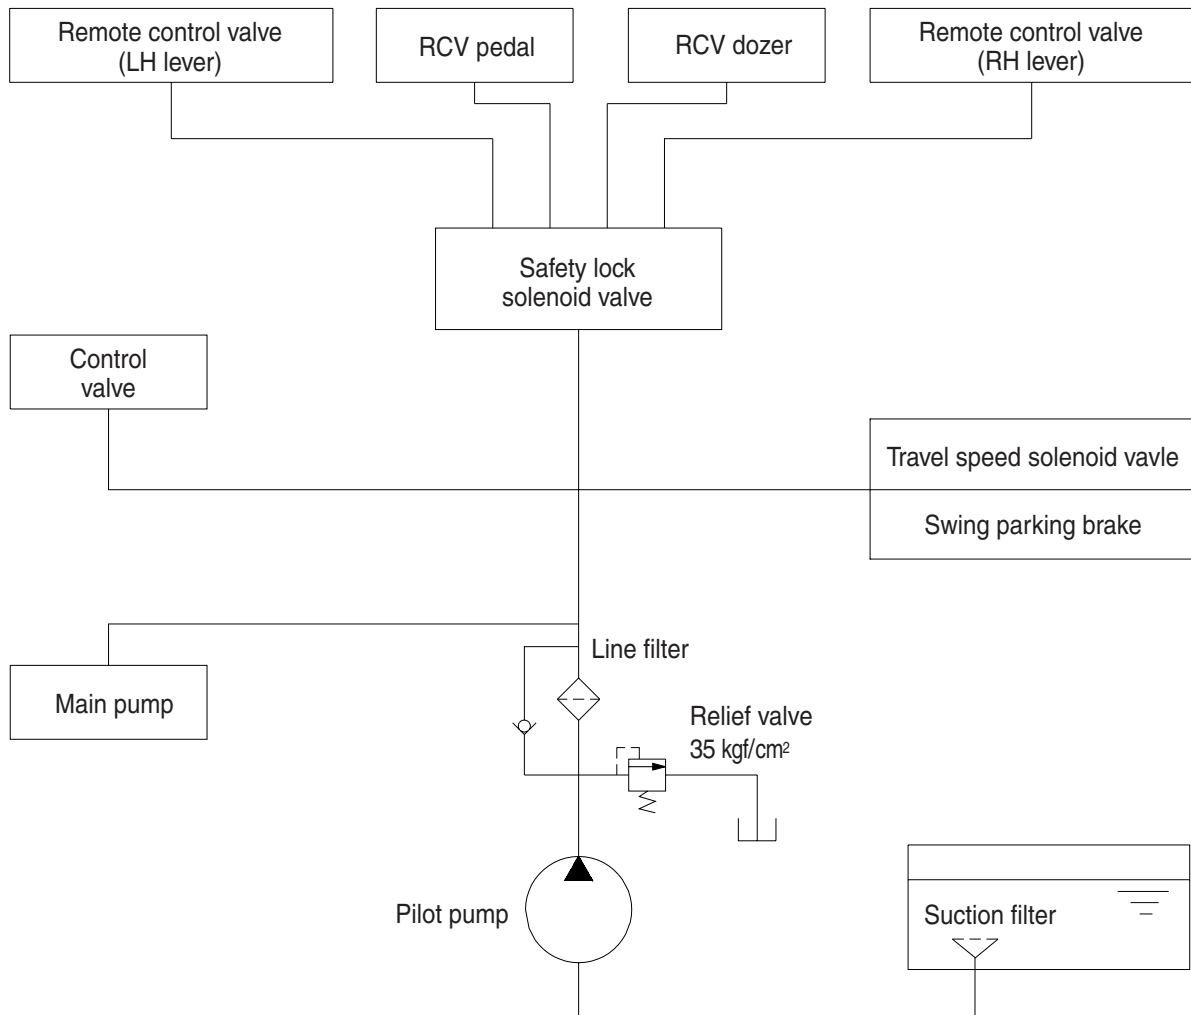 Remote control valve
(LH lever)
RCV pedal
RCV dozer
Remote control valve
(RH lever)
Safety lock
solenoid valve
Control
valve
Travel speed solenoid vavle
Swing parking brake
Line filter
Main pump
Relief valve
35 kgf/cm²
Pilot pump
Suction filter